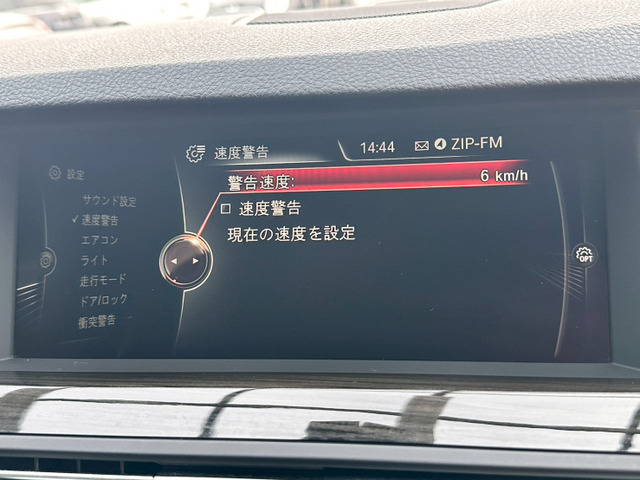 速度警告
14:44 ZIP-FM
設定
サウンド設定
速度警告
エアコン
ライト
走行モード
ドア/ロック
衝突警告
警告速度: 6 km/h
速度警告
現在の速度を設定
OPT